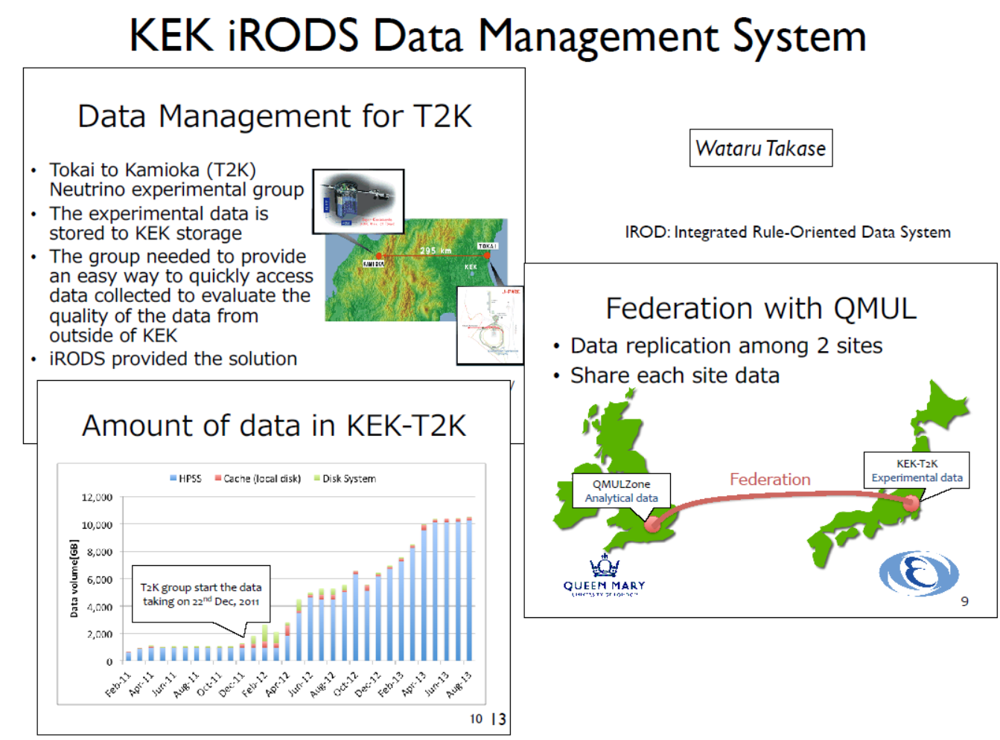 KEK iRODS Data Management System
Data Management for T2K
• Tokai to Kamioka (T2K)
Neutrino experimental group
• The experimental data is
stored to KEK storage
• The group needed to provide
an easy way to quickly access
data collected to evaluate the
quality of the data from
outside of KEK
• iRODS provided the solution
295 km
TOKAI
KAMIOKA
KEK
J-PARC
Wataru Takase
IROD: Integrated Rule-Oriented Data System
Federation with QMUL
• Data replication among 2 sites
• Share each site data
QMULZone
Analytical data
Federation
KEK-T2K
Experimental data
QUEEN MARY
UNIVERSITY OF LONDON
9
Amount of data in KEK-T2K
HPSS Cache (local disk) Disk System
Data volume[GB]
12,000
10,000
8,000
6,000
4,000
2,000
0
T2K group start the data
taking on 22nd Dec, 2011
Feb-11 Apr-11 Jun-11 Aug-11 Oct-11 Dec-11 Feb-12 Apr-12 Jun-12 Aug-12 Oct-12 Dec-12 Feb-13 Apr-13 Jun-13 Aug-13
10 13